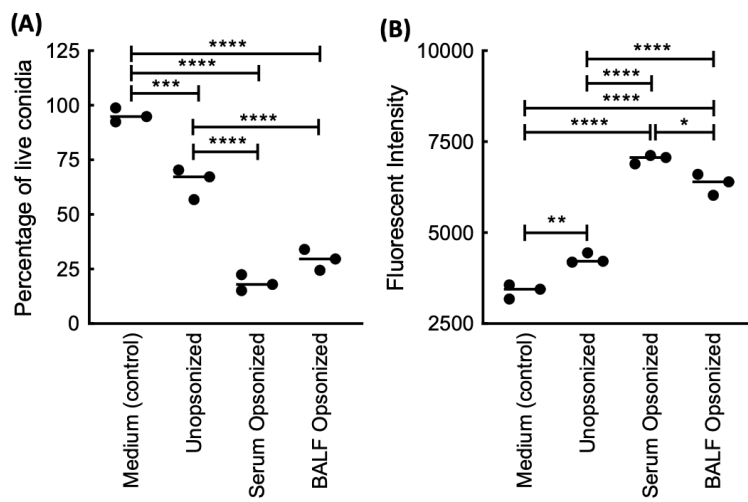 (A)
Percentage of live conidia
125
100
75
50
25
0
****
****
***
****
****
Medium (control)
Unopsonized
Serum Opsonized
BALF Opsonized
(B)
Fluorescent Intensity
10000
7500
5000
2500
****
****
****
****
*
**
Medium (control)
Unopsonized
Serum Opsonized
BALF Opsonized